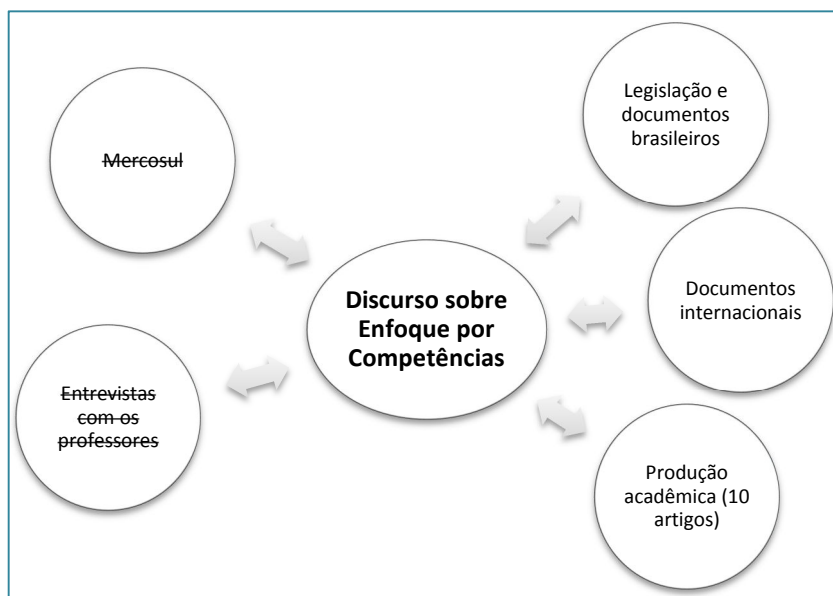 Mercosul
Entrevistas
com os
professores
Discurso sobre
Enfoque por
Competências
Legislação e
documentos
brasileiros
Documentos
internacionais
Produção
acadêmica (10
artigos)